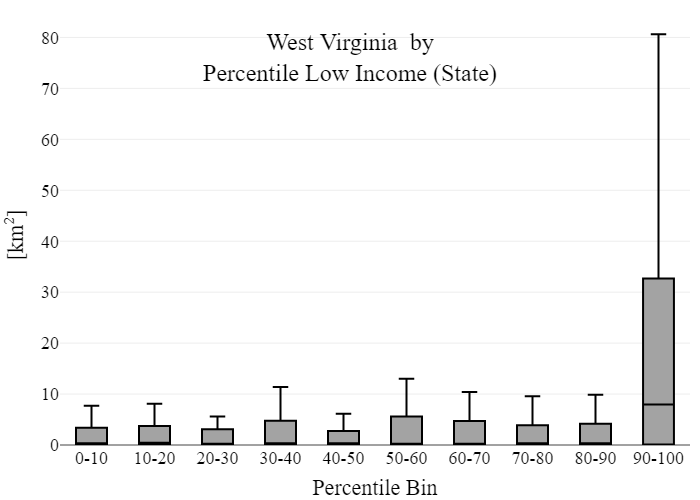 West Virginia  by
Percentile Low Income (State)
80
70
60
50
40
30
20
10
0
[km²]
0-10 10-20 20-30 30-40 40-50 50-60 60-70 70-80 80-90 90-100
Percentile Bin